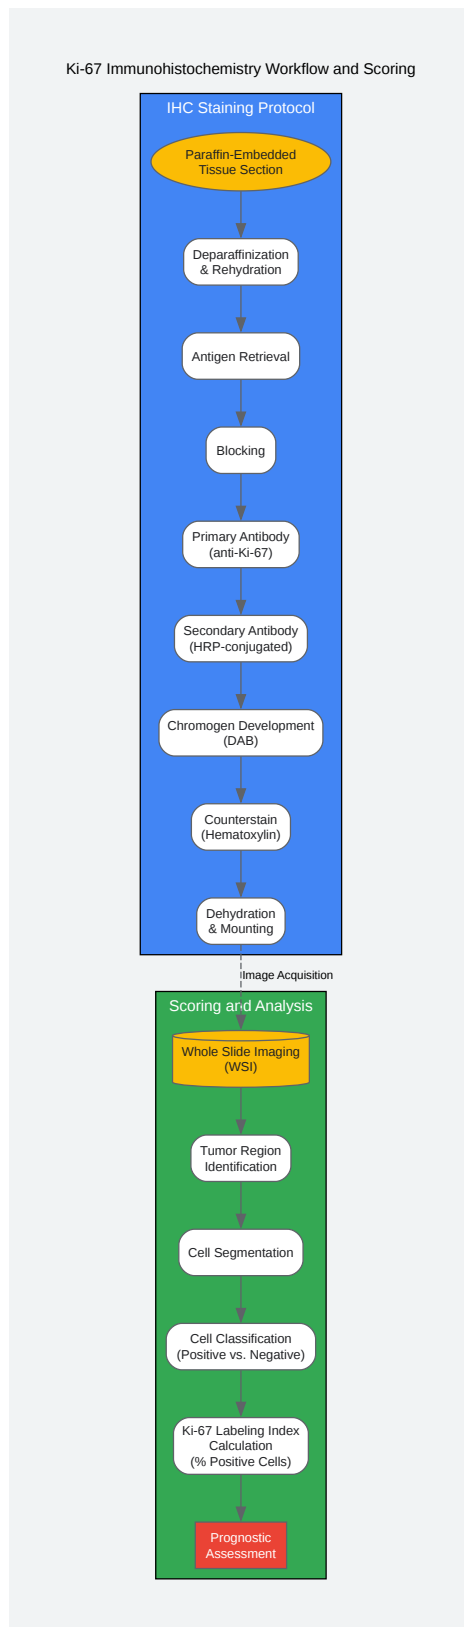 Ki-67 Immunohistochemistry Workflow and Scoring
IHC Staining Protocol
Paraffin-Embedded
Tissue Section
Deparaffinization
& Rehydration
Antigen Retrieval
Blocking
Primary Antibody
(anti-Ki-67)
Secondary Antibody
(HRP-conjugated)
Chromogen Development
(DAB)
Counterstain
(Hematoxylin)
Dehydration
& Mounting
Image Acquisition
Scoring and Analysis
Whole Slide Imaging
(WSI)
Tumor Region
Identification
Cell Segmentation
Cell Classification
(Positive vs. Negative)
Ki-67 Labeling Index
Calculation
(% Positive Cells)
Prognostic
Assessment